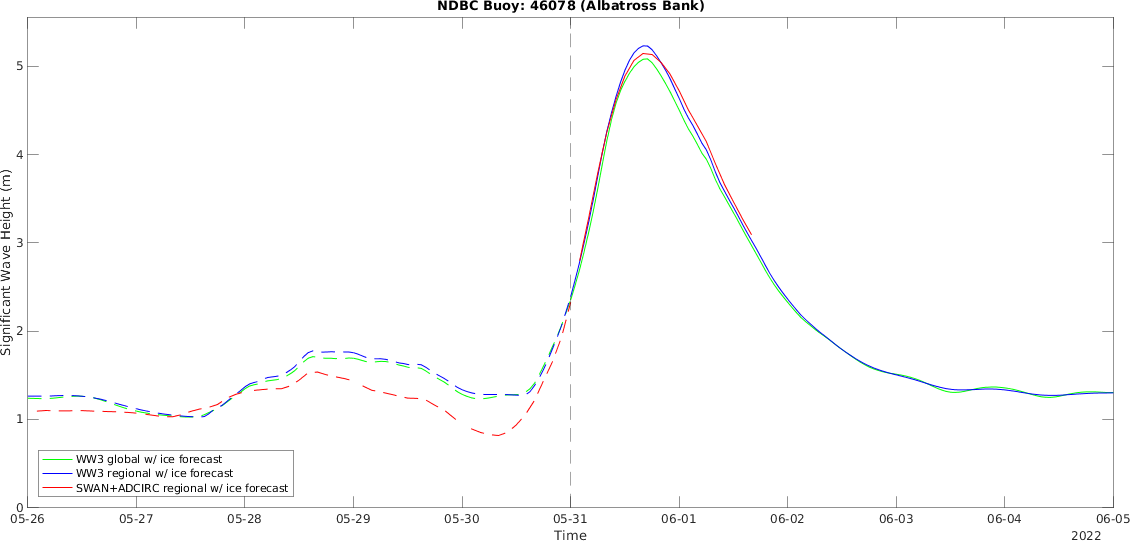 NDBC Buoy: 46078 (Albatross Bank)
Significant Wave Height (m)
5
4
3
2
1
0
WW3 global w/ ice forecast
WW3 regional w/ ice forecast
SWAN+ADCIRC regional w/ ice forecast
05-26 05-27 05-28 05-29 05-30 05-31 06-01 06-02 06-03 06-04 06-05
Time
2022